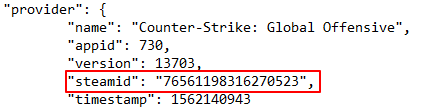 "provider": {
"name": "Counter-Strike: Global Offensive",
"appid": 730,
"version": 13703,
"steamid": "76561198316270523",
"timestamp": 1562140943